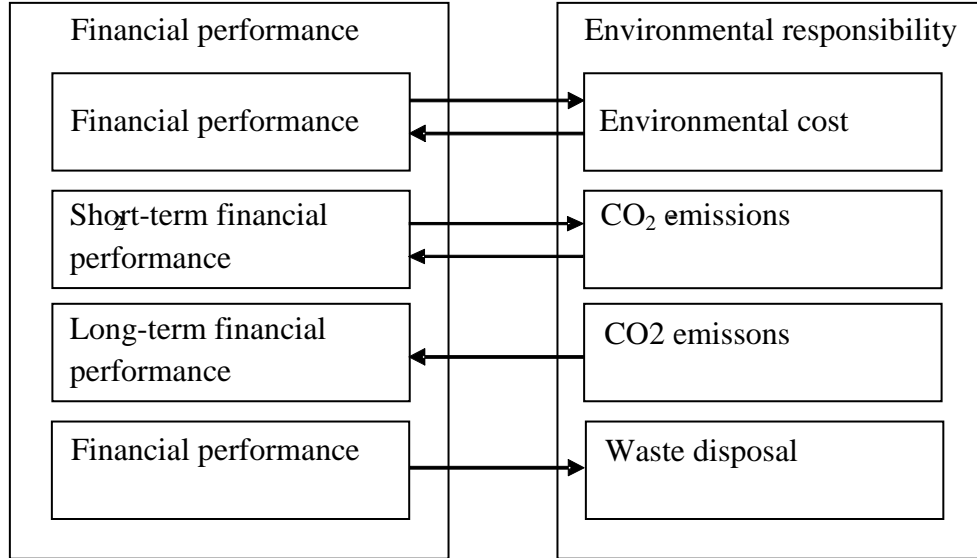 Financial performance
Environmental responsibility
Financial performance
Environmental cost
Short-term financial
performance
2
CO₂ emissions
Long-term financial
performance
CO2 emissons
Financial performance
Waste disposal